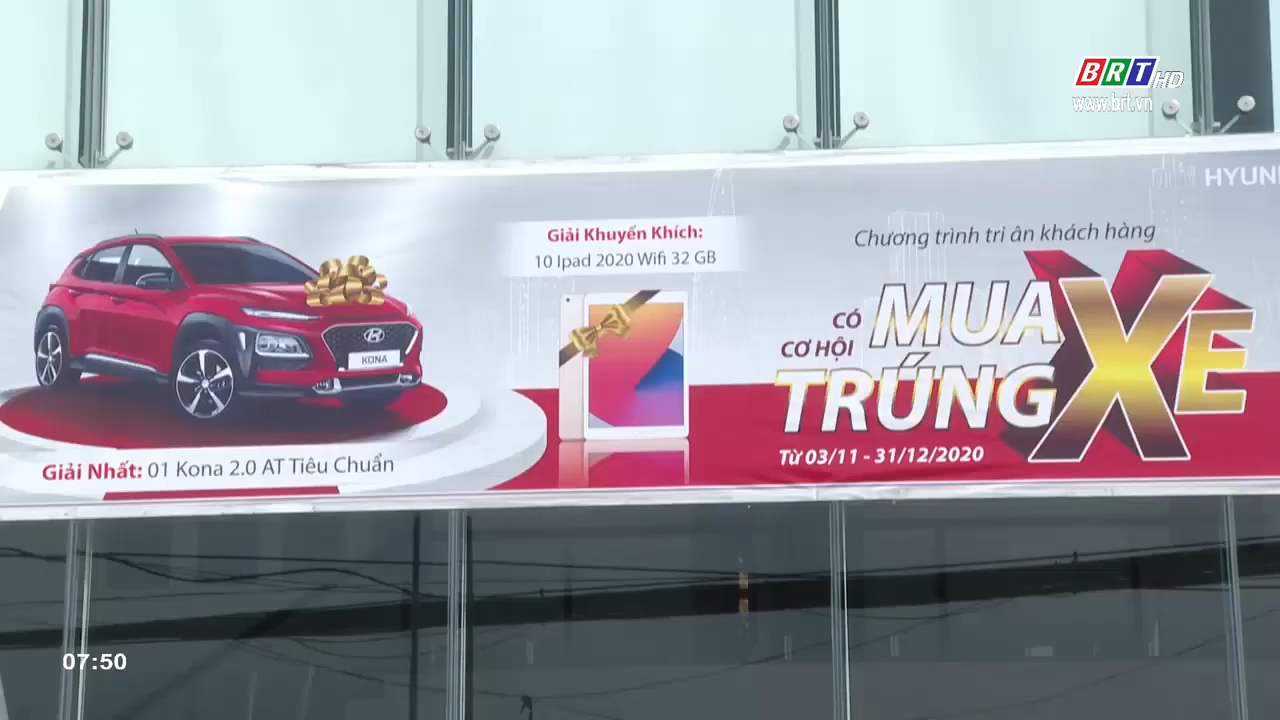 BRT HD
www.brt.vn
HYUN
Giải Khuyến Khích:
10 Ipad 2020 Wifi 32 GB
Chương trình tri ân khách hàng
CÓ
CƠ HỘI
MUA XE
TRÚNG
Từ 03/11 - 31/12/2020
KONA
Giải Nhất: 01 Kona 2.0 AT Tiêu Chuẩn
07:50